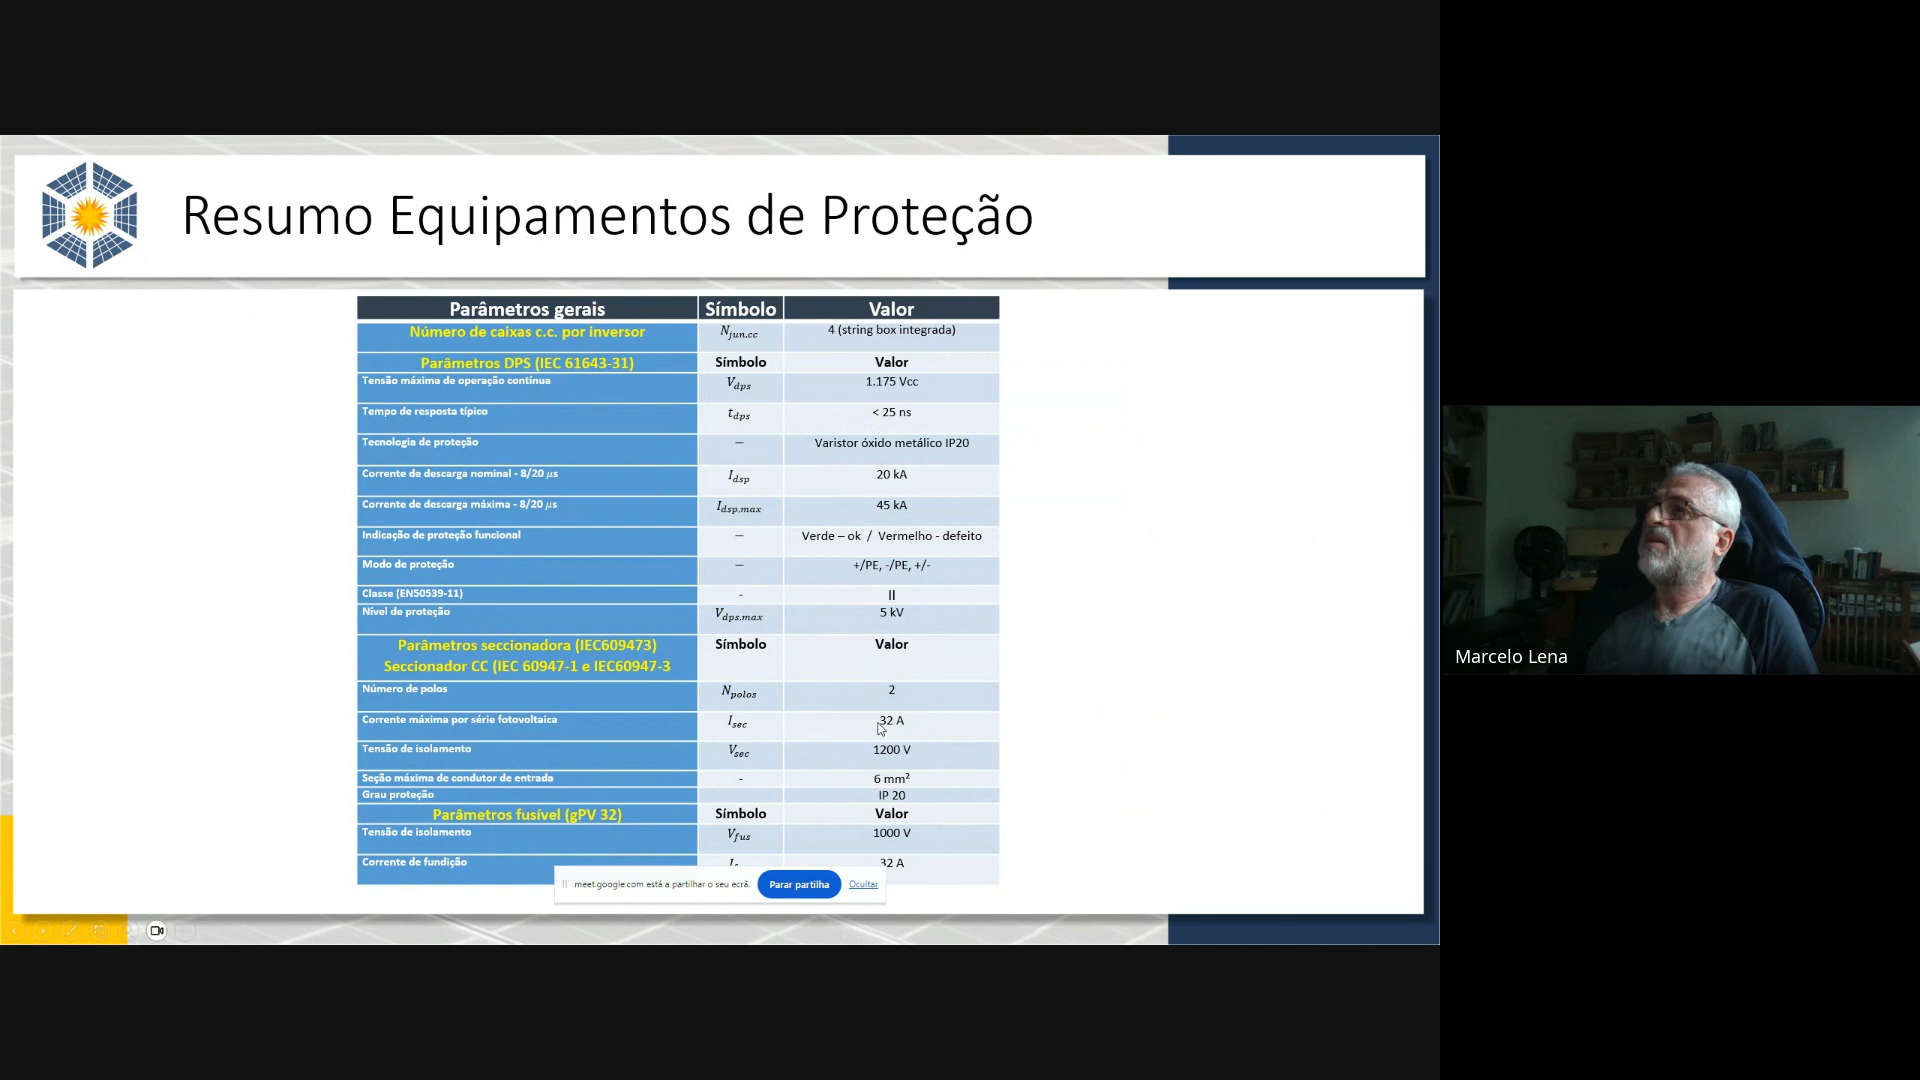 Resumo Equipamentos de Proteção
Parâmetros gerais Símbolo Valor
Número de caixas c.c. por inversor N_jun.cc 4 (string box integrada)
Parâmetros DPS (IEC 61643-31) Símbolo Valor
Tensão máxima de operação contínua V_dps 1.175 Vcc
Tempo de resposta típico t_dps < 25 ns
Tecnologia de proteção – Varistor óxido metálico IP20
Corrente de descarga nominal - 8/20 μs I_dsp 20 kA
Corrente de descarga máxima - 8/20 μs I_dsp,max 45 kA
Indicação de proteção funcional – Verde – ok / Vermelho - defeito
Modo de proteção – +/PE, -/PE, +/-
Classe (EN50539-11) - II
Nível de proteção V_dps,max 5 kV
Parâmetros seccionadora (IEC609473) Símbolo Valor
Seccionador CC (IEC 60947-1 e IEC60947-3
Número de polos N_polos 2
Corrente máxima por série fotovoltaica I_sec 32 A
Tensão de isolamento V_sec 1200 V
Seção máxima de condutor de entrada - 6 mm²
Grau proteção IP 20
Parâmetros fusível (gPV 32) Símbolo Valor
Tensão de isolamento V_fus 1000 V
Corrente de fundição 32 A
meet.google.com está a partilhar o seu ecrã. Parar partilha Ocultar
Marcelo Lena